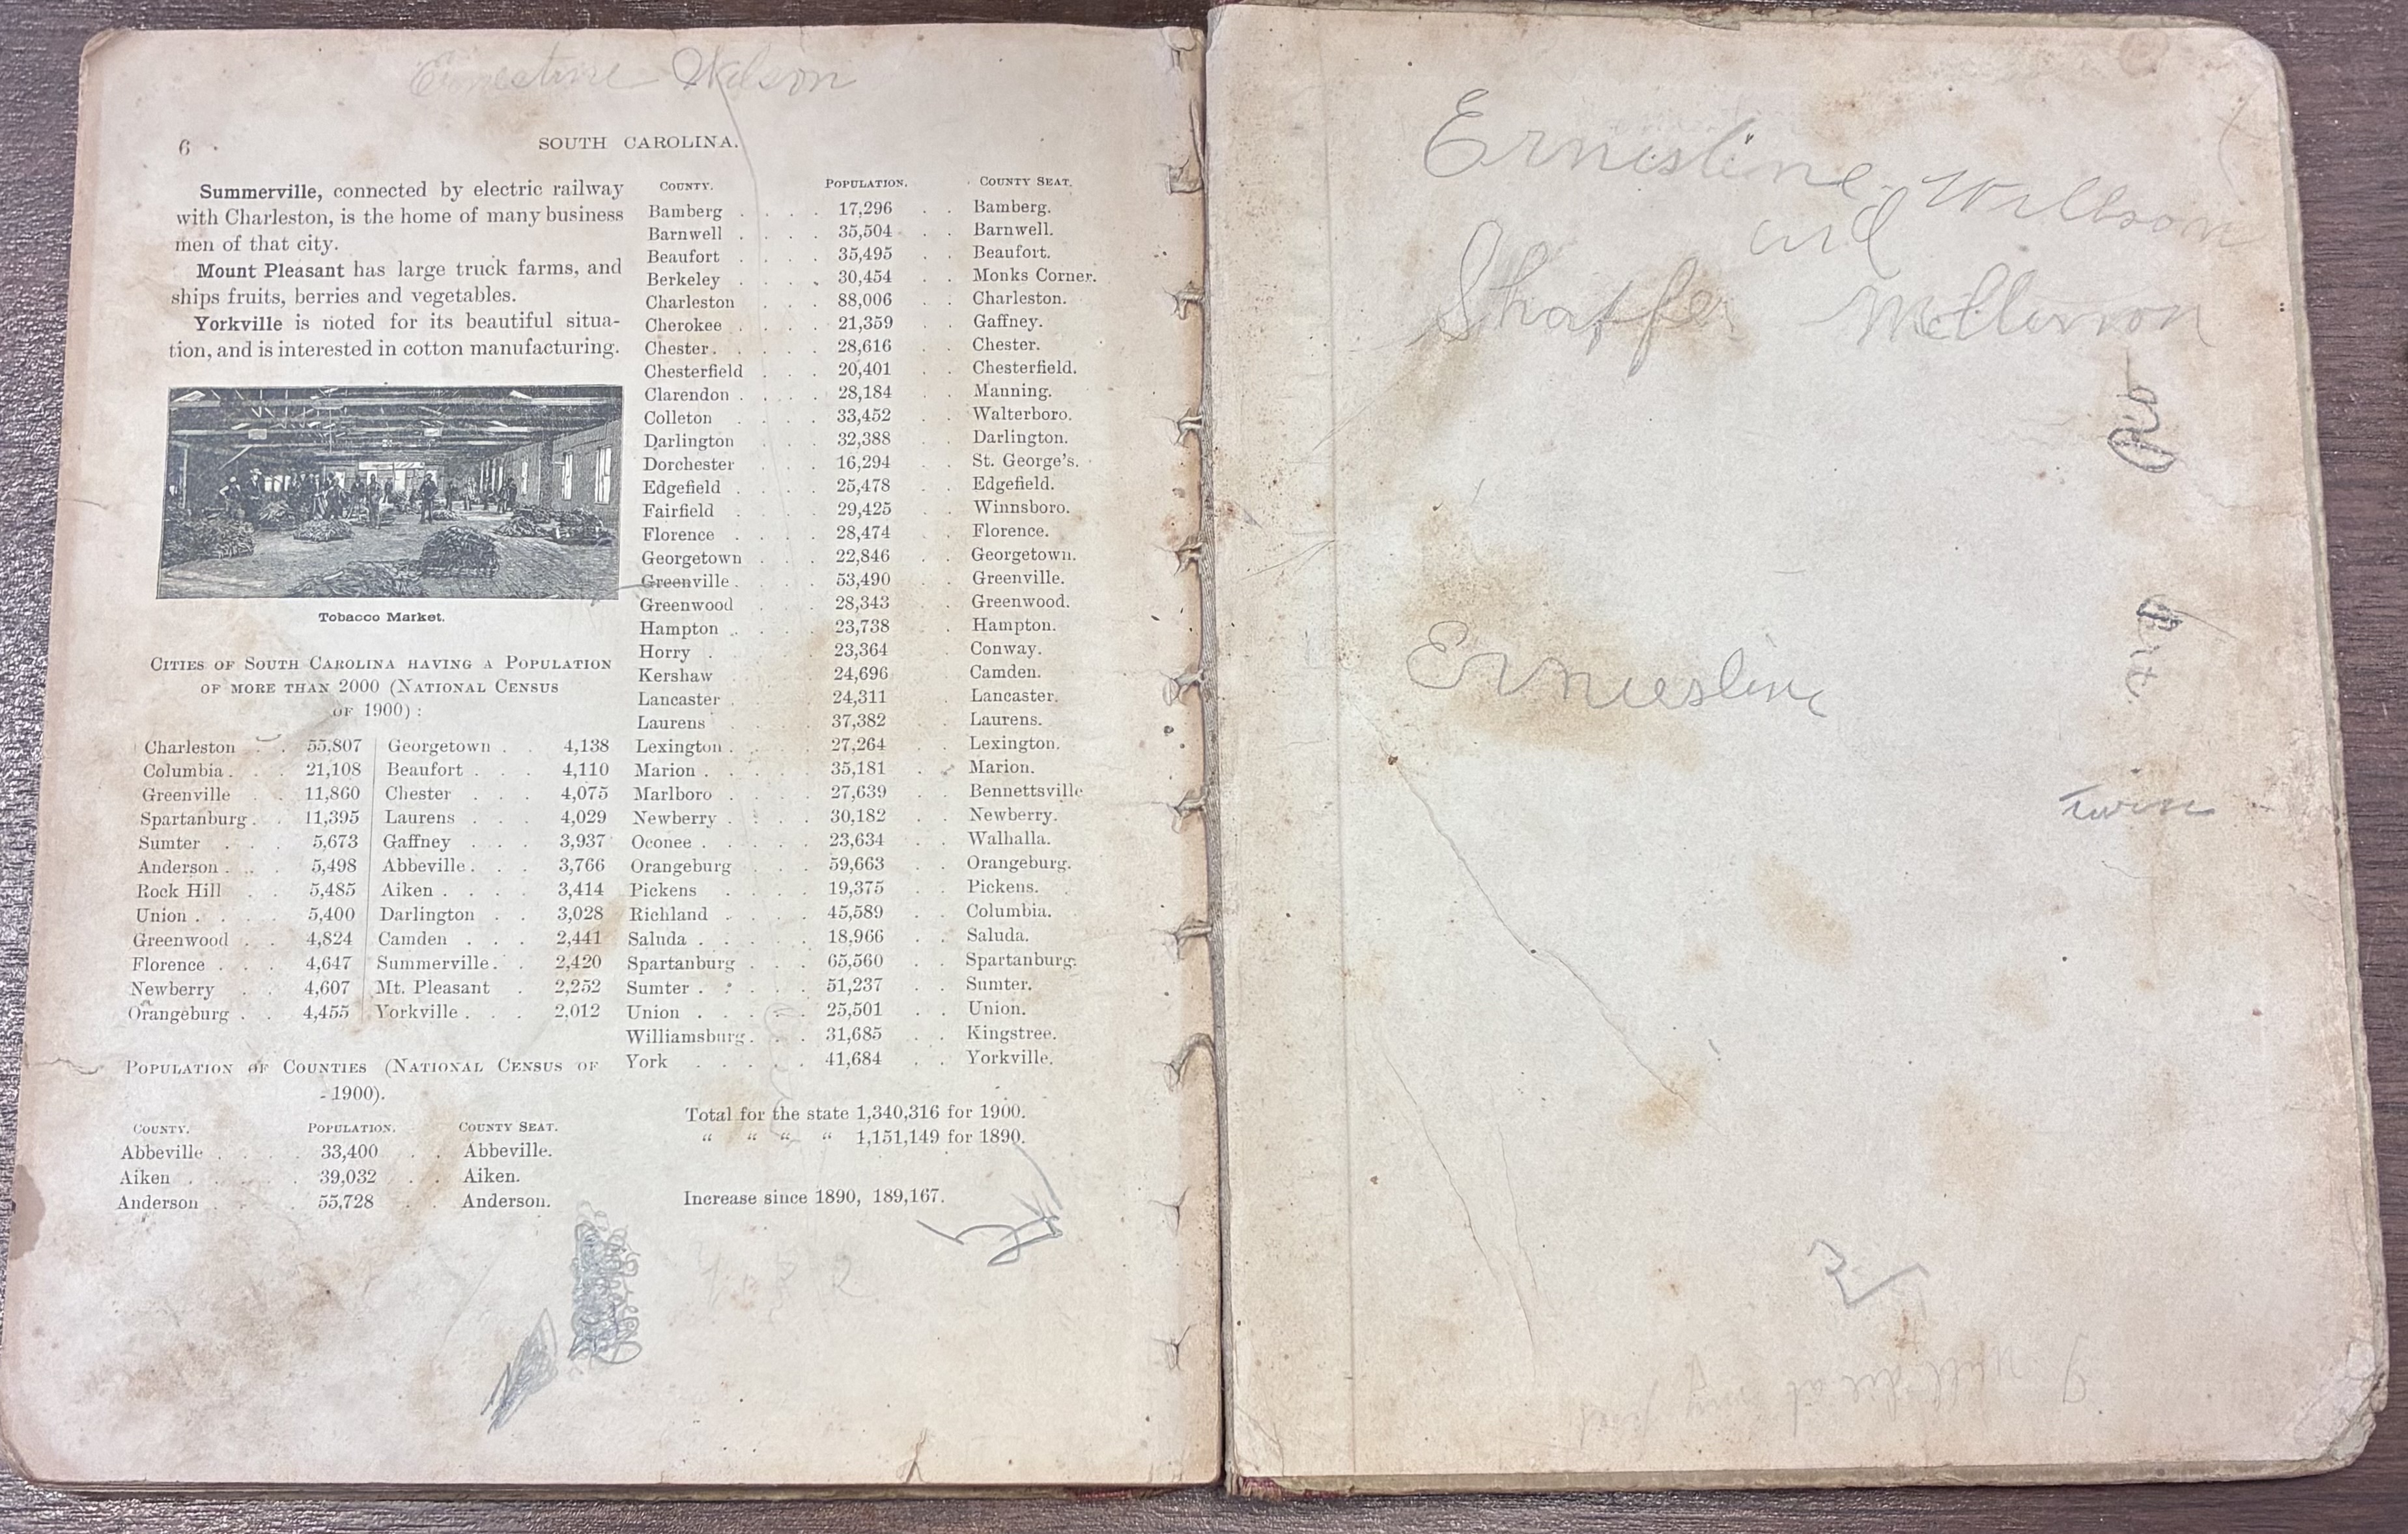 Ernestine Wilson
6
SOUTH CAROLINA.
Summerville, connected by electric railway
with Charleston, is the home of many business
men of that city.
Mount Pleasant has large truck farms, and
ships fruits, berries and vegetables.
Yorkville is noted for its beautiful situa-
tion, and is interested in cotton manufacturing.
Tobacco Market.
CITIES OF SOUTH CAROLINA HAVING A POPULATION
OF MORE THAN 2000 (NATIONAL CENSUS
OF 1900):
Charleston . . 55,807 Georgetown . 4,138
Columbia . . 21,108 Beaufort . . 4,110
Greenville . 11,860 Chester . . . 4,075
Spartanburg . 11,395 Laurens . . 4,029
Sumter . . 5,673 Gaffney . . . 3,937
Anderson . . 5,498 Abbeville . . 3,766
Rock Hill . . 5,485 Aiken . . . . 3,414
Union . . . . 5,400 Darlington . . 3,028
Greenwood . . 4,824 Camden . . . 2,441
Florence . . . 4,647 Summerville . . 2,420
Newberry . . 4,607 Mt. Pleasant . 2,252
Orangeburg . . 4,455 Yorkville . . . 2,012
POPULATION OF COUNTIES (NATIONAL CENSUS OF
1900).
COUNTY. POPULATION. COUNTY SEAT.
Abbeville . . . . 33,400 . . Abbeville.
Aiken . . . . 39,032 . . Aiken.
Anderson . . . . 55,728 . . Anderson.
COUNTY. POPULATION. COUNTY SEAT.
Bamberg . . . . 17,296 . . Bamberg.
Barnwell . . . . 35,504 . . Barnwell.
Beaufort . . . . 35,495 . . Beaufort.
Berkeley . . . . 30,454 . . Monks Corner.
Charleston . . . 88,006 . . Charleston.
Cherokee . . . . 21,359 . . Gaffney.
Chester . . . . 28,616 . . Chester.
Chesterfield . . . 20,401 . . Chesterfield.
Clarendon . . . . 28,184 . . Manning.
Colleton . . . . 33,452 . . Walterboro.
Darlington . . . 32,388 . . Darlington.
Dorchester . . . 16,294 . . St. George's.
Edgefield . . . . 25,478 . . Edgefield.
Fairfield . . . . 29,425 . . Winnsboro.
Florence . . . . 28,474 . . Florence.
Georgetown . . . 22,846 . . Georgetown.
Greenville . . . . 53,490 . . Greenville.
Greenwood . . . 28,343 . . Greenwood.
Hampton . . . . 23,738 . . Hampton.
Horry . . . . 23,364 . . Conway.
Kershaw . . . . 24,696 . . Camden.
Lancaster . . . . 24,311 . . Lancaster.
Laurens . . . . 37,382 . . Laurens.
Lexington . . . . 27,264 . . Lexington.
Marion . . . . . 35,181 . . Marion.
Marlboro . . . . 27,639 . . Bennettsville
Newberry . . . . 30,182 . . Newberry.
Oconee . . . . . 23,634 . . Walhalla.
Orangeburg . . . 59,663 . . Orangeburg.
Pickens . . . . 19,375 . . Pickens.
Richland . . . . 45,589 . . Columbia.
Saluda . . . . . 18,966 . . Saluda.
Spartanburg . . . 65,560 . . Spartanburg.
Sumter . . . . . 51,237 . . Sumter.
Union . . . . . 25,501 . . Union.
Williamsburg . . . 31,685 . . Kingstree.
York . . . . . 41,684 . . Yorkville.
Total for the state 1,340,316 for 1900.
“ “ “ “ 1,151,149 for 1890.
Increase since 1890, 189,167.
Ernestine Willson
and
Erniestine
Twin
I will die at my post